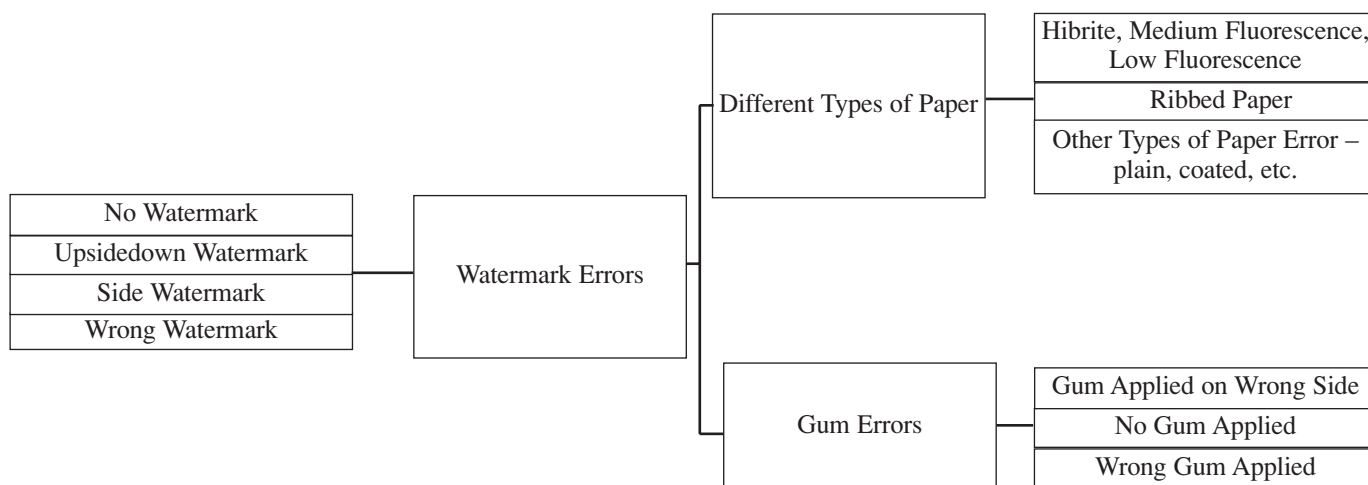 No Watermark
Upsidedown Watermark
Side Watermark
Wrong Watermark
Watermark Errors
Different Types of Paper
Hibrite, Medium Fluorescence,
Low Fluorescence
Ribbed Paper
Other Types of Paper Error –
plain, coated, etc.
Gum Errors
Gum Applied on Wrong Side
No Gum Applied
Wrong Gum Applied